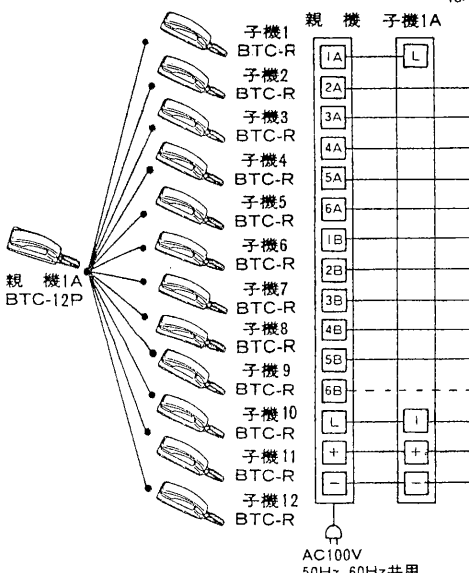 子機1
BTC-R
子機2
BTC-R
子機3
BTC-R
子機4
BTC-R
子機5
BTC-R
子機6
BTC-R
子機7
BTC-R
子機8
BTC-R
子機9
BTC-R
子機10
BTC-R
子機11
BTC-R
子機12
BTC-R
親 機1A
BTC-12P
親 機 子機1A
1A L
2A
3A
4A
5A
6A
1B
2B
3B
4B
5B
6B
L I
+ +
− −
AC100V
50Hz, 60Hz共用